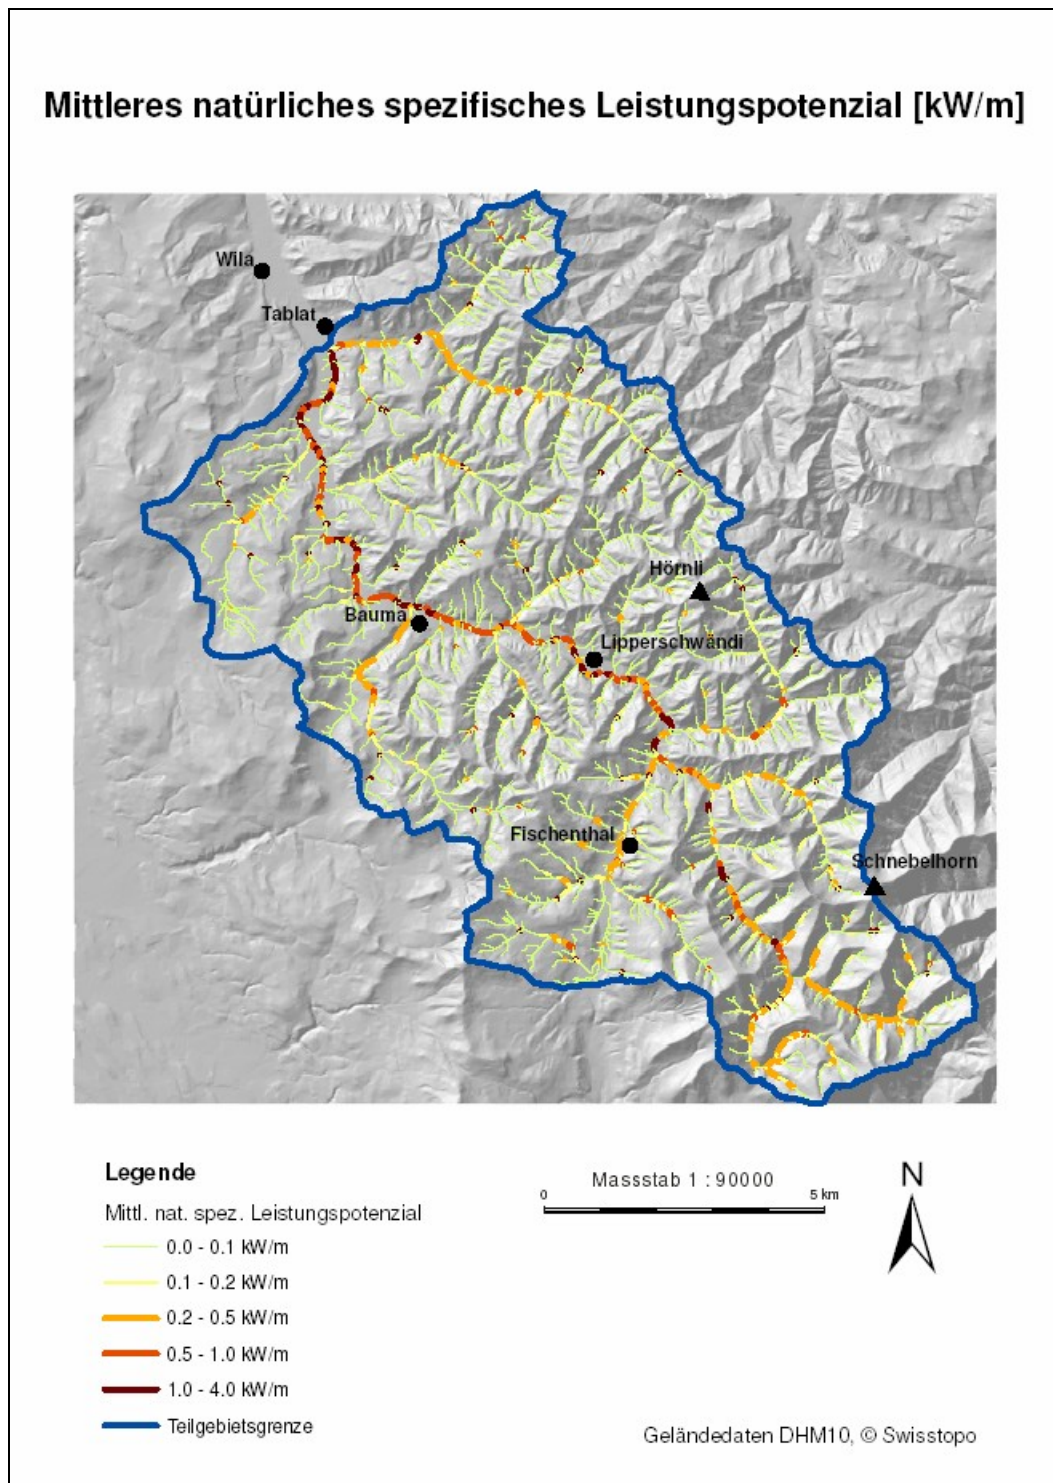 Mittleres natürliches spezifisches Leistungspotenzial [kW/m]
Wila
Tablat
Hörnli
Bauma
Lipperschwändi
Fischenthal
Schnebelhorn
Legende
Mittl. nat. spez. Leistungspotenzial
0.0 - 0.1 kW/m
0.1 - 0.2 kW/m
0.2 - 0.5 kW/m
0.5 - 1.0 kW/m
1.0 - 4.0 kW/m
Teilgebietsgrenze
Massstab 1 : 90000
0 5 km
N
Geländedaten DHM10, © Swisstopo